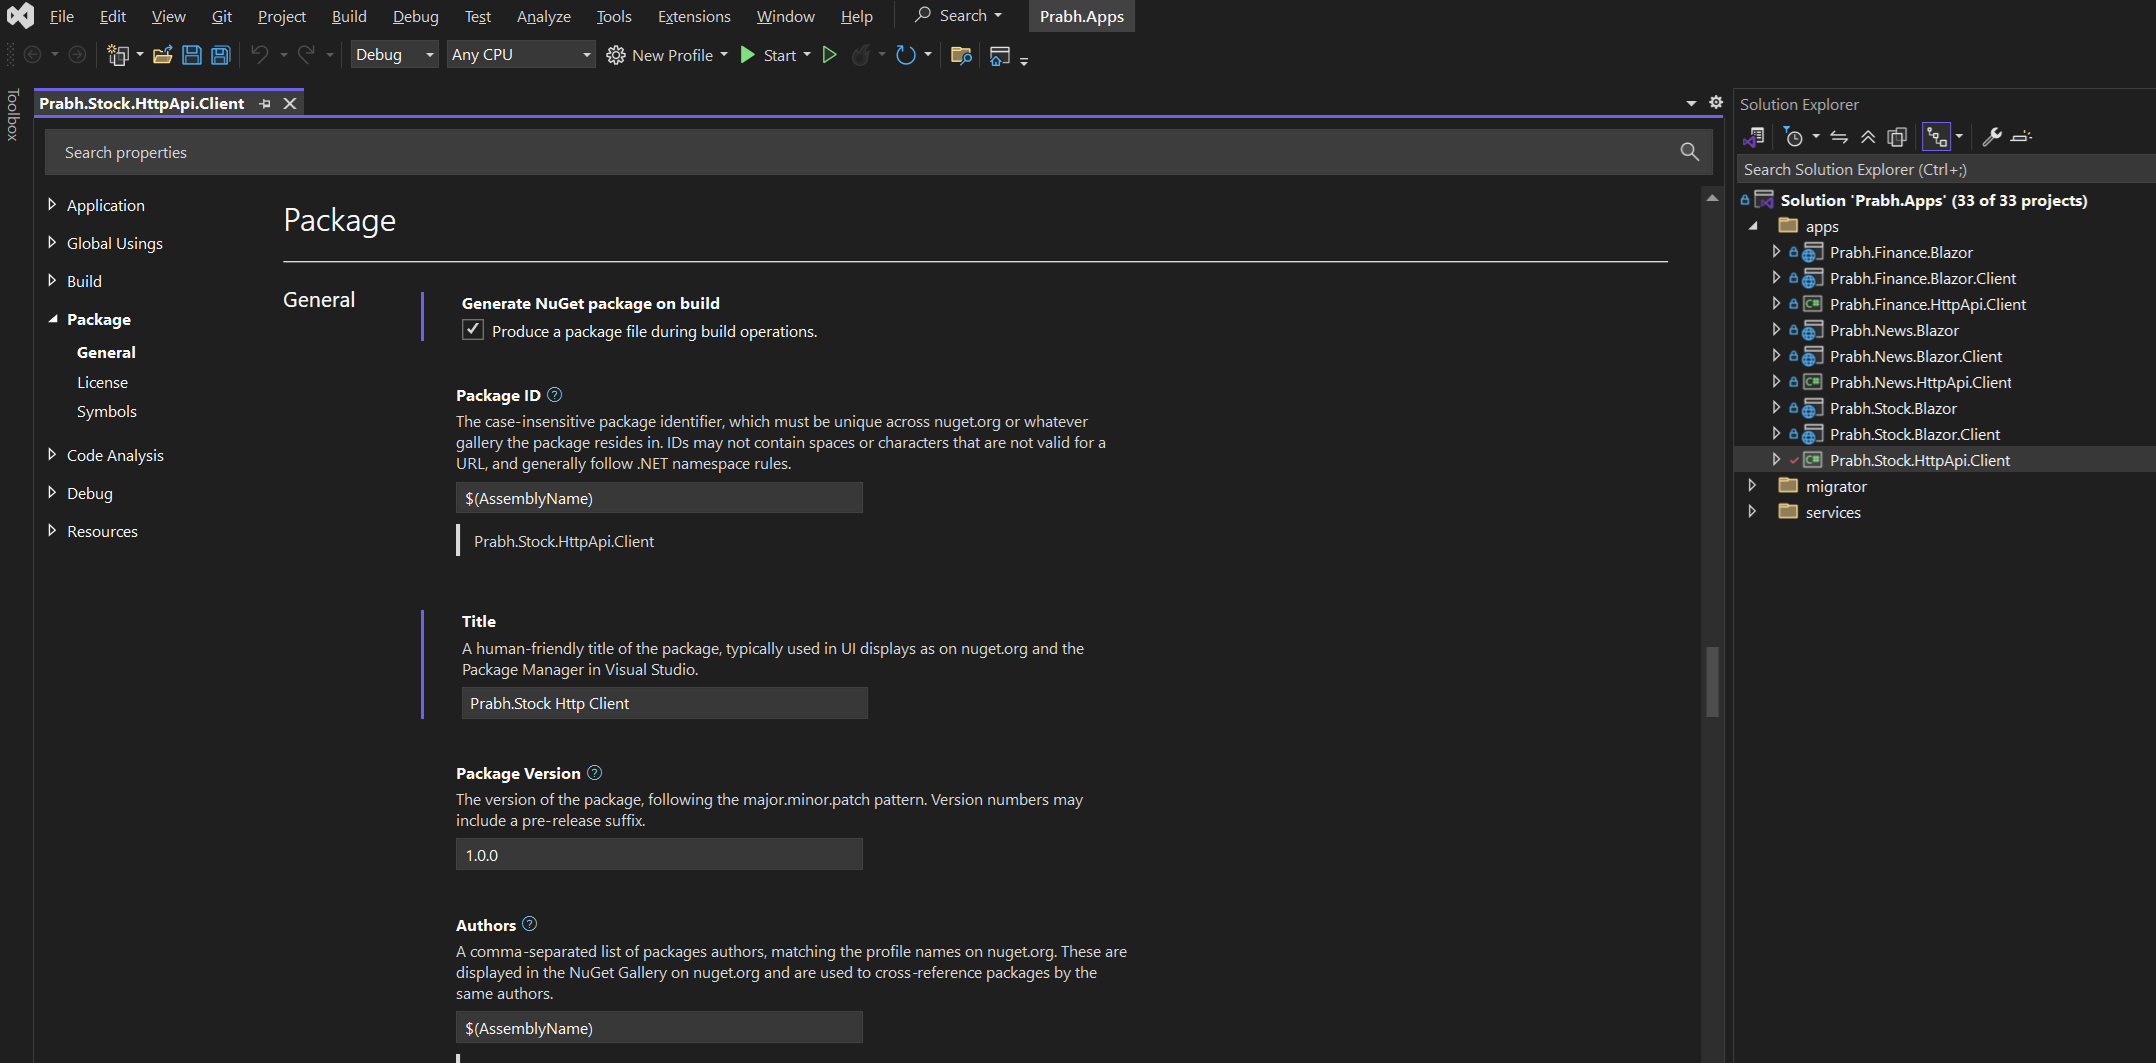 File Edit View Git Project Build Debug Test Analyze Tools Extensions Window Help Search Prabh.Apps
Debug Any CPU New Profile Start
Toolbox
Prabh.Stock.HttpApi.Client
Search properties
Application
Global Usings
Build
Package
General
License
Symbols
Code Analysis
Debug
Resources
Package
General
Generate NuGet package on build
Produce a package file during build operations.
Package ID ?
The case-insensitive package identifier, which must be unique across nuget.org or whatever
gallery the package resides in. IDs may not contain spaces or characters that are not valid for a
URL, and generally follow .NET namespace rules.
$(AssemblyName)
Prabh.Stock.HttpApi.Client
Title
A human-friendly title of the package, typically used in UI displays as on nuget.org and the
Package Manager in Visual Studio.
Prabh.Stock Http Client
Package Version ?
The version of the package, following the major.minor.patch pattern. Version numbers may
include a pre-release suffix.
1.0.0
Authors ?
A comma-separated list of packages authors, matching the profile names on nuget.org. These are
displayed in the NuGet Gallery on nuget.org and are used to cross-reference packages by the
same authors.
$(AssemblyName)
Solution Explorer
Search Solution Explorer (Ctrl+;)
Solution 'Prabh.Apps' (33 of 33 projects)
apps
Prabh.Finance.Blazor
Prabh.Finance.Blazor.Client
C# Prabh.Finance.HttpApi.Client
Prabh.News.Blazor
Prabh.News.Blazor.Client
C# Prabh.News.HttpApi.Client
Prabh.Stock.Blazor
Prabh.Stock.Blazor.Client
C# Prabh.Stock.HttpApi.Client
migrator
services